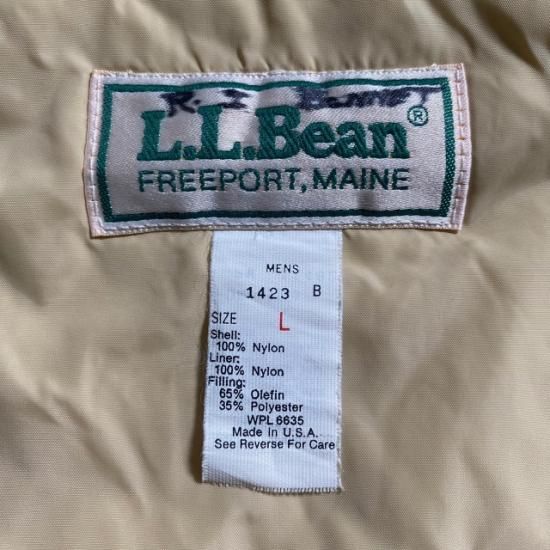 R. I BENNET
L.L.Bean®
FREEPORT, MAINE
MENS
1423 B
SIZE L
Shell:
100% Nylon
Liner:
100% Nylon
Filling:
65% Olefin
35% Polyester
WPL 6635
Made in U.S.A.
See Reverse For Care